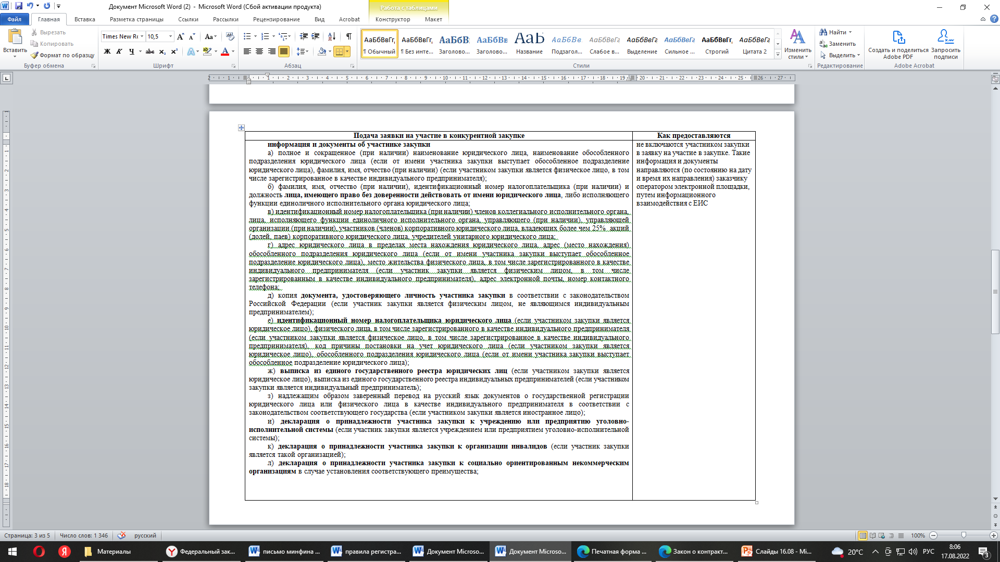 Документ Microsoft Word (2) - Microsoft Word (Сбой активации продукта)
Работа с таблицами
Файл Главная Вставка Разметка страницы Ссылки Рассылки Рецензирование Вид Acrobat Конструктор Макет
Вставить
Вырезать
Копировать
Формат по образцу
Буфер обмена
Times New Rc 10,5
Шрифт
Абзац
АаБбВвГг, АаБбВвГг, АаБбВ: АаБбВв АаБ АаБбВв. АаБбВвГг АаБбВвГг АаБбВвГг АаБбВвГг, АаБбВвГг
¶ Обычный ¶ Без инте... Заголово... Заголово... Название Подзагол... Слабое в... Выделение Сильное ... Строгий Цитата 2
Стили
Изменить стили
Найти
Заменить
Выделить
Редактирование
Создать и поделиться Adobe PDF
Запросить подписи
Adobe Acrobat
Подача заявки на участие в конкурентной закупке
Как предоставляются
информация и документы об участнике закупки
а) полное и сокращенное (при наличии) наименование юридического лица, наименование обособленного
подразделения юридического лица (если от имени участника закупки выступает обособленное подразделение
юридического лица), фамилия, имя, отчество (при наличии) (если участником закупки является физическое лицо, в том
числе зарегистрированное в качестве индивидуального предпринимателя);
б) фамилия, имя, отчество (при наличии), идентификационный номер налогоплательщика (при наличии) и
должность лица, имеющего право без доверенности действовать от имени юридического лица, либо исполняющего
функции единоличного исполнительного органа юридического лица;
в) идентификационный номер налогоплательщика (при наличии) членов коллегиального исполнительного органа,
лица, исполняющего функции единоличного исполнительного органа, управляющего (при наличии), управляющей
организации (при наличии), участников (членов) корпоративного юридического лица, владеющих более чем 25% акций
(долей, паев) корпоративного юридического лица, учредителей унитарного юридического лица;
г) адрес юридического лица в пределах места нахождения юридического лица, адрес (место нахождения)
обособленного подразделения юридического лица (если от имени участника закупки выступает обособленное
подразделение юридического лица), место жительства физического лица, в том числе зарегистрированного в качестве
индивидуального предпринимателя (если участник закупки является физическим лицом, в том числе
зарегистрированным в качестве индивидуального предпринимателя), адрес электронной почты, номер контактного
телефона;
д) копия документа, удостоверяющего личность участника закупки в соответствии с законодательством
Российской Федерации (если участник закупки является физическим лицом, не являющимся индивидуальным
предпринимателем);
е) идентификационный номер налогоплательщика юридического лица (если участником закупки является
юридическое лицо), физического лица, в том числе зарегистрированного в качестве индивидуального предпринимателя
(если участником закупки является физическое лицо, в том числе зарегистрированное в качестве индивидуального
предпринимателя), код причины постановки на учет юридического лица (если участником закупки является
юридическое лицо), обособленного подразделения юридического лица (если от имени участника закупки выступает
обособленное подразделение юридического лица);
ж) выписка из единого государственного реестра юридических лиц (если участником закупки является
юридическое лицо), выписка из единого государственного реестра индивидуальных предпринимателей (если участником
закупки является индивидуальный предприниматель);
з) надлежащим образом заверенный перевод на русский язык документов о государственной регистрации
юридического лица или физического лица в качестве индивидуального предпринимателя в соответствии с
законодательством соответствующего государства (если участником закупки является иностранное лицо);
и) декларация о принадлежности участника закупки к учреждению или предприятию уголовно-
исполнительной системы (если участник закупки является учреждением или предприятием уголовно-исполнительной
системы);
к) декларация о принадлежности участника закупки к организации инвалидов (если участник закупки
является такой организацией);
л) декларация о принадлежности участника закупки к социально ориентированным некоммерческим
организациям в случае установления соответствующего преимущества;
не включаются участником закупки
в заявку на участие в закупке. Такие
информация и документы
направляются (по состоянию на дату
и время их направления) заказчику
оператором электронной площадки,
путем информационного
взаимодействия с ЕИС
Страница: 3 из 5 Число слов: 1 346 русский 100%
Материалы Федеральный зак... письмо минфина ... правила регистра... Документ Microso... Документ Microso... Печатная форма ... Закон о контракт... Слайды 16.08 - Mi...
20°C РУС 8:06
17.08.2022
3